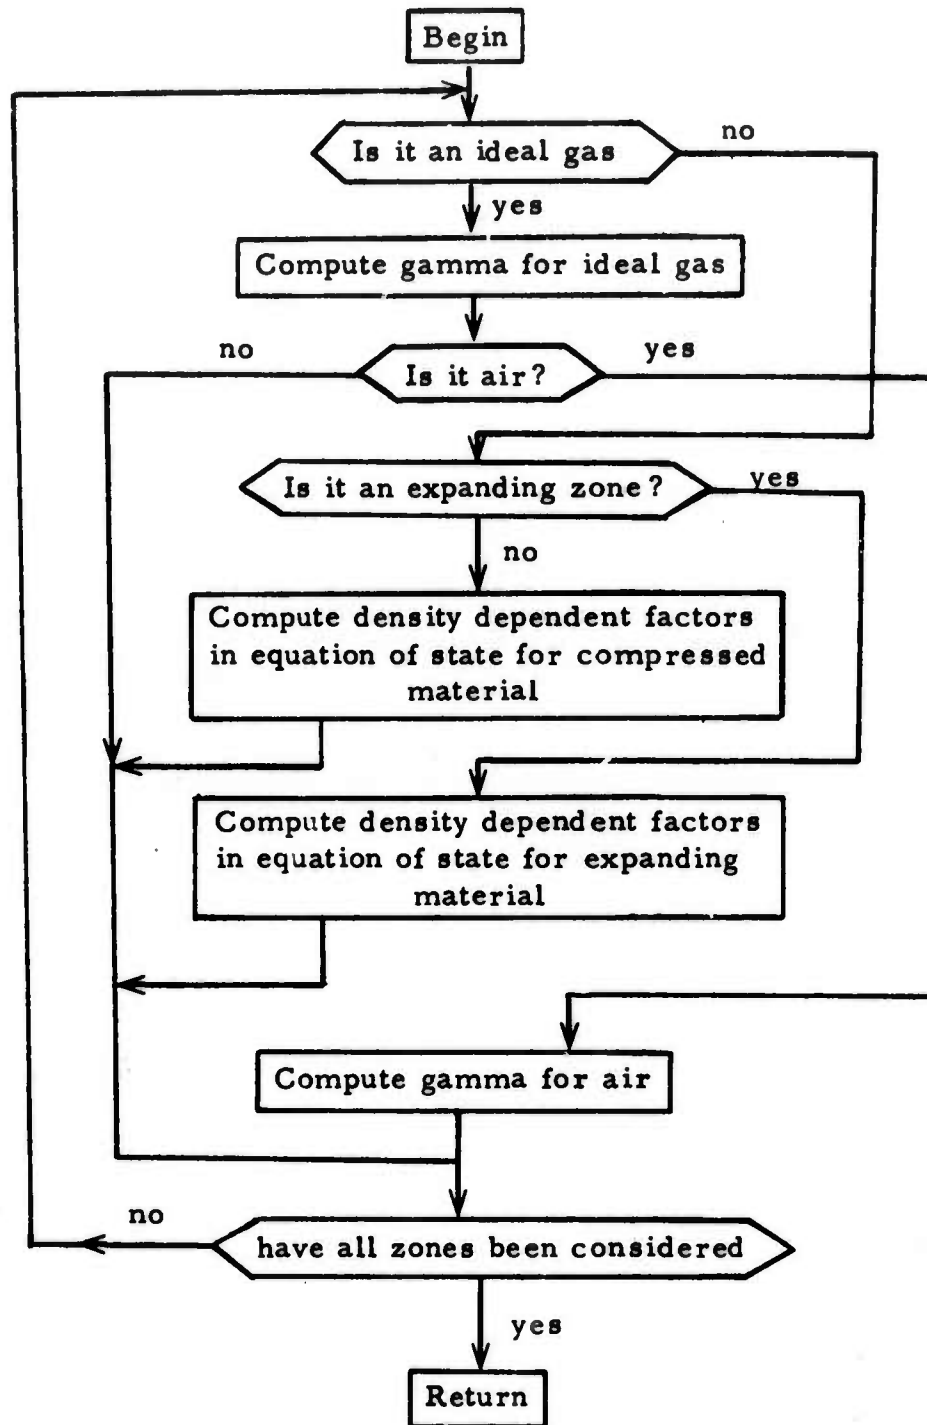 Begin
Is it an ideal gas
no
yes
Compute gamma for ideal gas
no
yes
Is it air?
Is it an expanding zone?
yes
no
Compute density dependent factors
in equation of state for compressed
material
Compute density dependent factors
in equation of state for expanding
material
Compute gamma for air
no
have all zones been considered
yes
Return